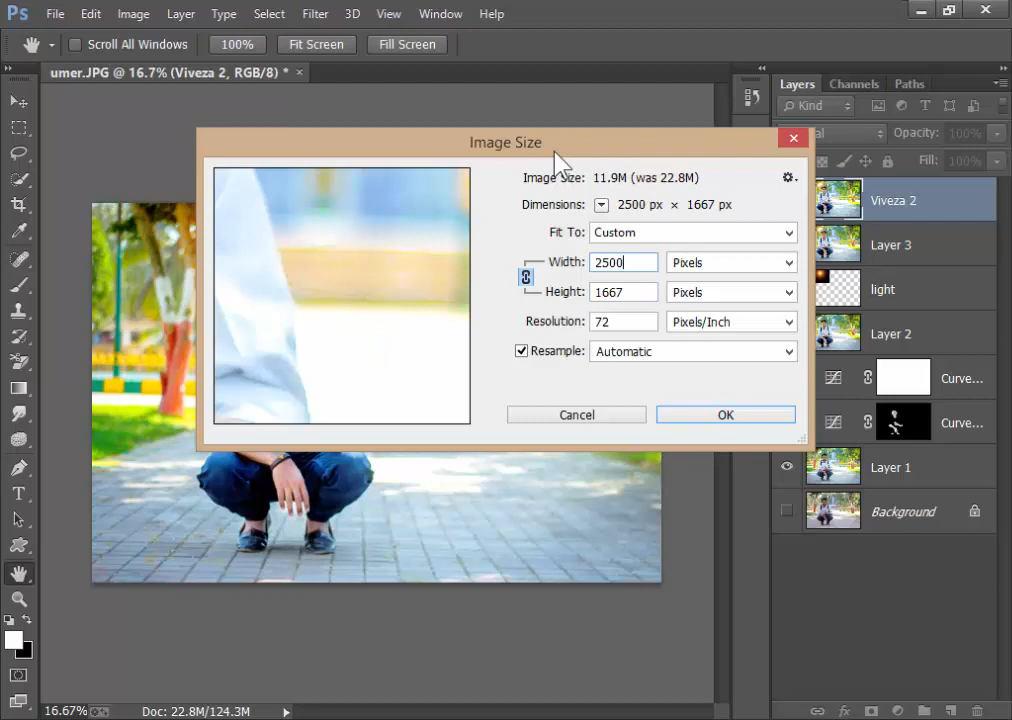 Ps File Edit Image Layer Type Select Filter 3D View Window Help
Scroll All Windows 100% Fit Screen Fill Screen
umer.JPG @ 16.7% (Viveza 2, RGB/8) * ×
Layers Channels Paths
Kind
Opacity: 100%
Fill: 100%
Image Size
Image Size: 11.9M (was 22.8M)
Dimensions: 2500 px × 1667 px
Fit To: Custom
Width: 2500 Pixels
Height: 1667 Pixels
Resolution: 72 Pixels/Inch
Resample: Automatic
Cancel OK
Viveza 2
Layer 3
light
Layer 2
Curve...
Curve...
Layer 1
Background
16.67% Doc: 22.8M/124.3M